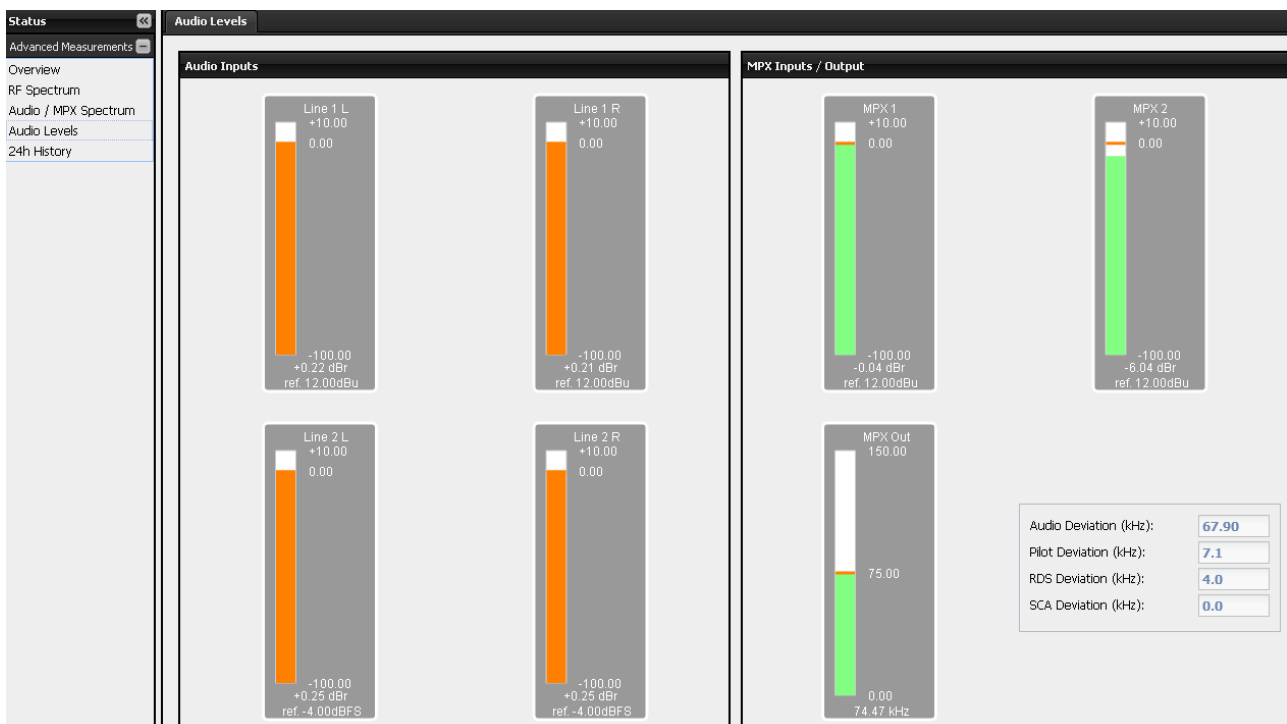 Status
Advanced Measurements
Overview
RF Spectrum
Audio / MPX Spectrum
Audio Levels
24h History
Audio Levels
Audio Inputs
Line 1 L
+10.00
0.00
-100.00
+0.22 dBr
ref. 12.00dBu
Line 1 R
+10.00
0.00
-100.00
+0.21 dBr
ref. 12.00dBu
Line 2 L
+10.00
0.00
-100.00
+0.25 dBr
ref. -4.00dBFS
Line 2 R
+10.00
0.00
-100.00
+0.25 dBr
ref. -4.00dBFS
MPX Inputs / Output
MPX 1
+10.00
0.00
-100.00
-0.04 dBr
ref. 12.00dBu
MPX 2
+10.00
0.00
-100.00
-6.04 dBr
ref. 12.00dBu
MPX Out
150.00
75.00
0.00
74.47 kHz
Audio Deviation (kHz): 67.90
Pilot Deviation (kHz): 7.1
RDS Deviation (kHz): 4.0
SCA Deviation (kHz): 0.0